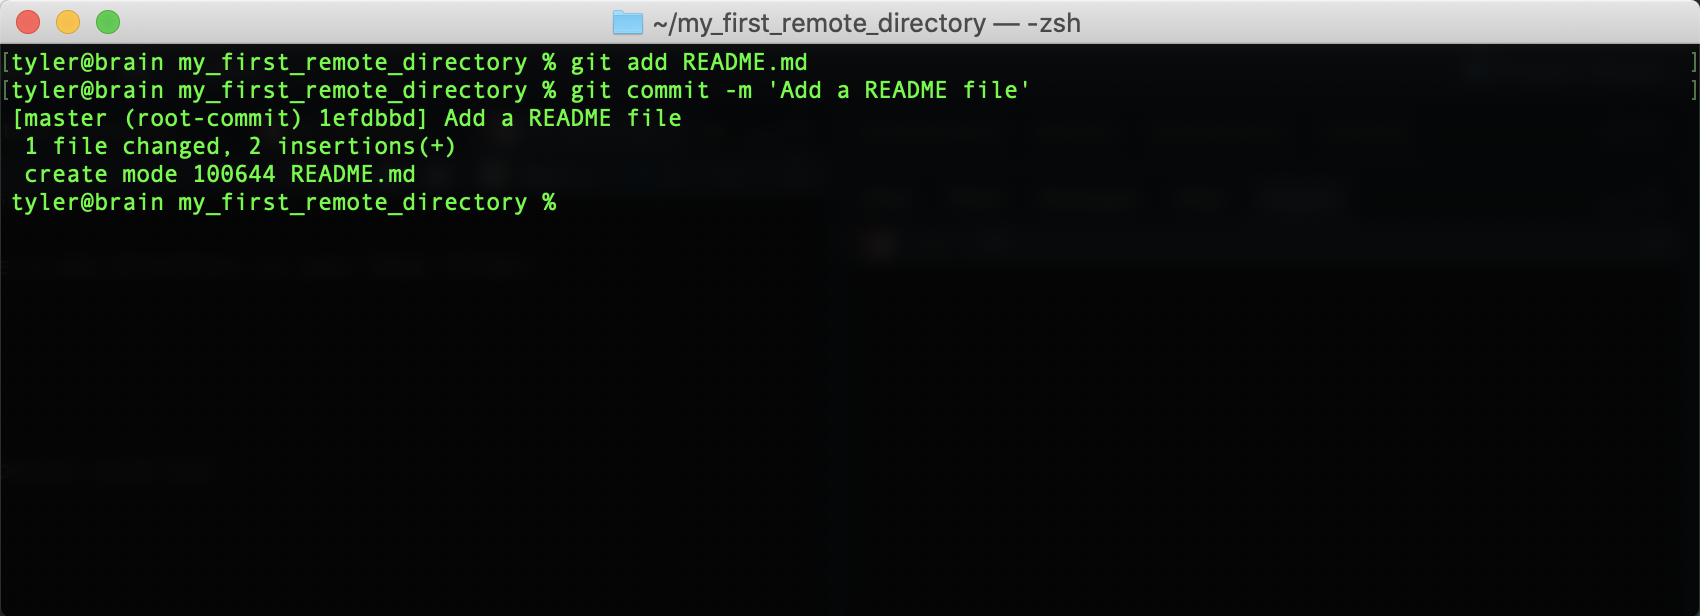 ~/my_first_remote_directory — -zsh
[tyler@brain my_first_remote_directory % git add README.md ]
[tyler@brain my_first_remote_directory % git commit -m 'Add a README file' ]
[master (root-commit) 1efdbbd] Add a README file
 1 file changed, 2 insertions(+)
 create mode 100644 README.md
tyler@brain my_first_remote_directory %